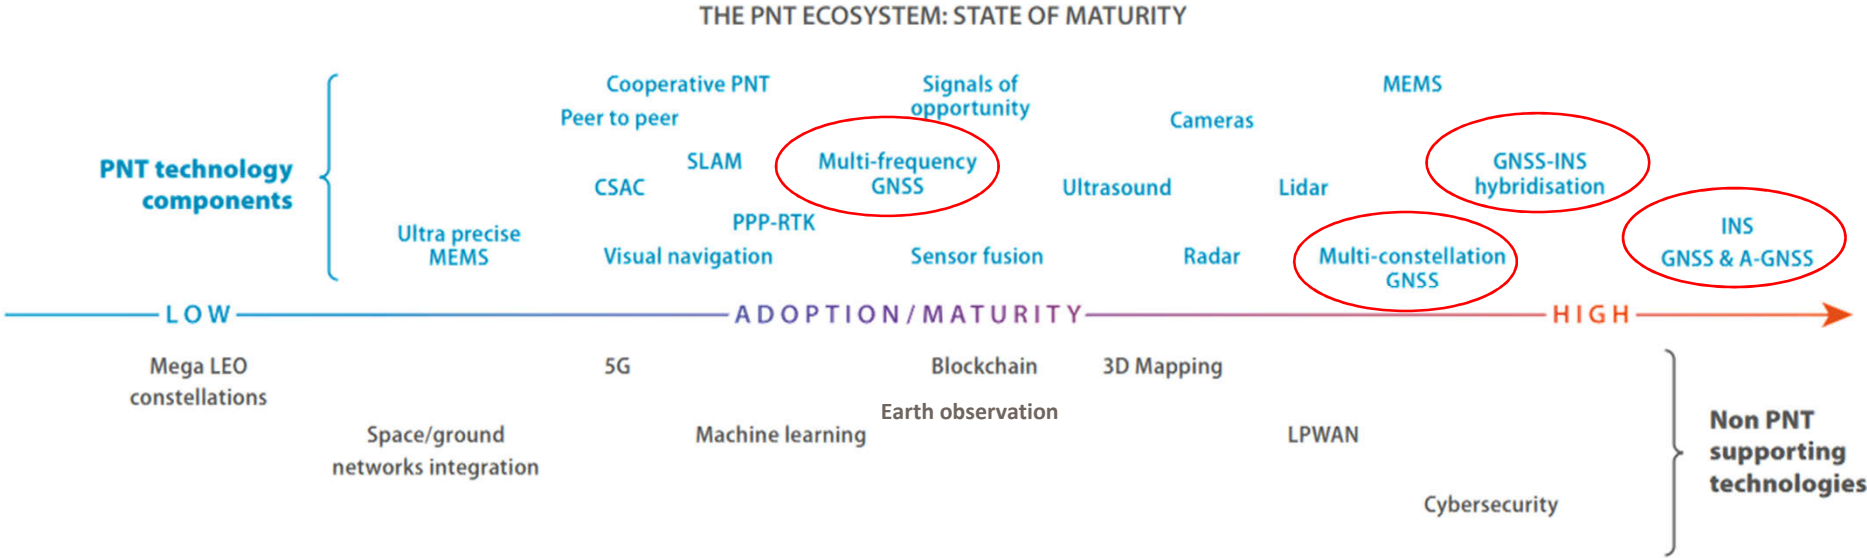 THE PNT ECOSYSTEM: STATE OF MATURITY
PNT technology
components
Cooperative PNT
Peer to peer
SLAM
CSAC
PPP-RTK
Ultra precise
MEMS
Visual navigation
Signals of
opportunity
Multi-frequency
GNSS
Sensor fusion
Cameras
Ultrasound
Lidar
Radar
MEMS
GNSS-INS
hybridisation
Multi-constellation
GNSS
INS
GNSS & A-GNSS
LOW
ADOPTION/MATURITY
HIGH
Mega LEO
constellations
Space/ground
networks integration
5G
Machine learning
Blockchain
Earth observation
3D Mapping
LPWAN
Cybersecurity
Non PNT
supporting
technologies